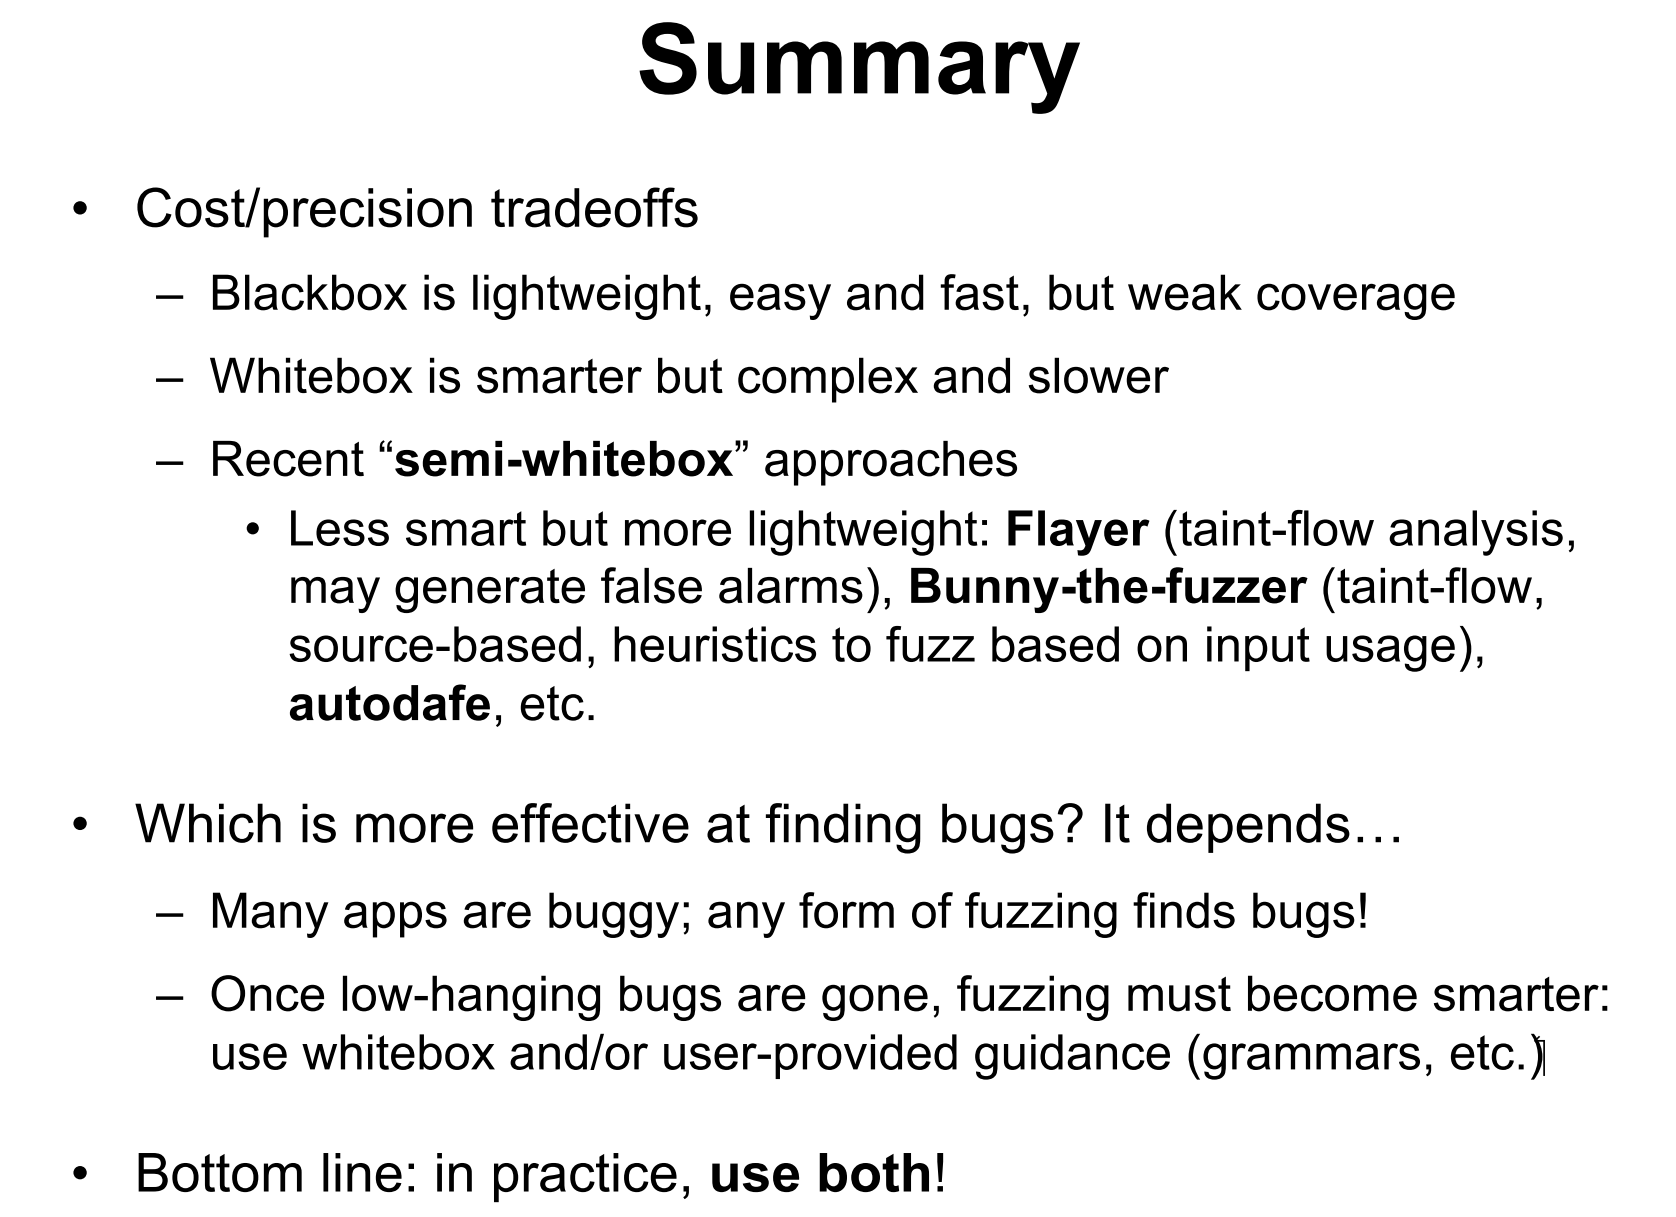 Summary
• Cost/precision tradeoffs
– Blackbox is lightweight, easy and fast, but weak coverage
– Whitebox is smarter but complex and slower
– Recent “semi-whitebox” approaches
• Less smart but more lightweight: Flayer (taint-flow analysis,
may generate false alarms), Bunny-the-fuzzer (taint-flow,
source-based, heuristics to fuzz based on input usage),
autodafe, etc.
• Which is more effective at finding bugs? It depends…
– Many apps are buggy; any form of fuzzing finds bugs!
– Once low-hanging bugs are gone, fuzzing must become smarter:
use whitebox and/or user-provided guidance (grammars, etc.)
• Bottom line: in practice, use both!